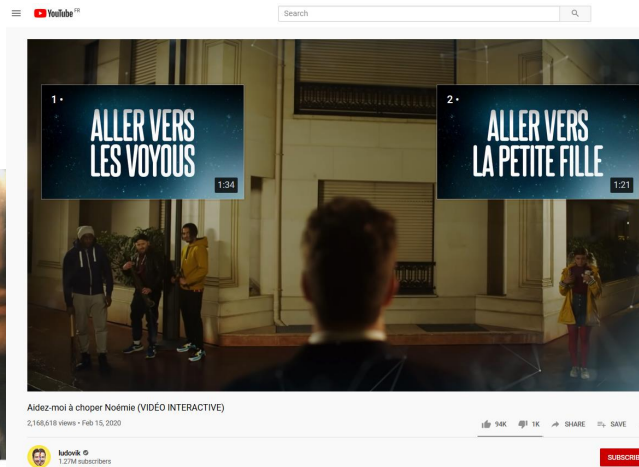 YouTube FR
Search
1 •
ALLER VERS
LES VOYOUS
1:34
2 •
ALLER VERS
LA PETITE FILLE
1:21
Aidez-moi à choper Noémie (VIDÉO INTERACTIVE)
2,168,618 views • Feb 15, 2020
94K 1K SHARE SAVE
ludovik
1.27M subscribers
SUBSCRIB